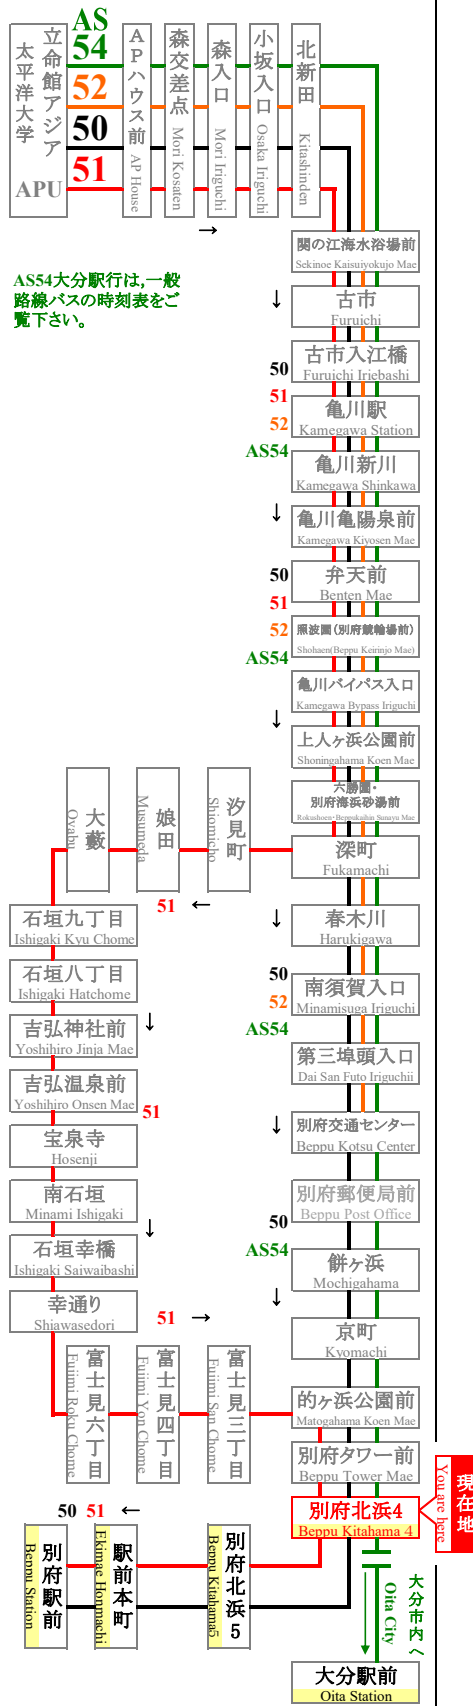 AS
54
52
50
51
立命館アジア
太平洋大学
APU
APハウス前
AP House
森交差点
Mori Kosaten
森入口
Mori Iriguchi
小坂入口
Osaka Iriguchi
北新田
Kitashinden
→
AS54大分駅行は,一般
路線バスの時刻表をご
覧下さい。
関の江海水浴場前
Sekinoe Kaisuiyokujo Mae
↓
古市
Furuichi
古市入江橋
Furuichi Iriebashi
50
51
52
AS54
亀川駅
Kamegawa Station
亀川新川
Kamegawa Shinkawa
↓
亀川亀陽泉前
Kamegawa Kiyosen Mae
弁天前
Benten Mae
50
51
52
AS54
照波園(別府競輪場前)
Shohaen(Beppu Keirinjo Mae)
亀川バイパス入口
Kamegawa Bypass Iriguchi
↓
上人ヶ浜公園前
Shoningahama Koen Mae
六勝園・
別府海浜砂湯前
Rokushoen・Beppukaihin Sunayu Mae
深町
Fukamachi
汐見町
Shiomicho
娘田
Musumeda
大藪
Oyabu
51 ←
石垣九丁目
Ishigaki Kyu Chome
石垣八丁目
Ishigaki Hatchome
吉弘神社前
Yoshihiro Jinja Mae
↓
吉弘温泉前
Yoshihiro Onsen Mae
51
宝泉寺
Hosenji
南石垣
Minami Ishigaki
↓
石垣幸橋
Ishigaki Saiwaibashi
幸通り
Shiawasedori
51 →
富士見六丁目
Fujimi Roku Chome
富士見四丁目
Fujimi Yon Chome
富士見三丁目
Fujimi San Chome
↓
春木川
Harukigawa
50
52
AS54
南須賀入口
Minamisuga Iriguchi
第三埠頭入口
Dai San Futo Iriguchii
↓
別府交通センター
Beppu Kotsu Center
別府郵便局前
Beppu Post Office
50
AS54
餅ヶ浜
Mochigahama
↓
京町
Kyomachi
的ヶ浜公園前
Matogahama Koen Mae
別府タワー前
Beppu Tower Mae
別府北浜4
Beppu Kitahama 4
現在地
You are here
50 51 ←
別府北浜5
Beppu Kitahama5
駅前本町
Ekimae Honmachi
別府駅前
Beppu Station
大分市内へ
Oita City
大分駅前
Oita Station